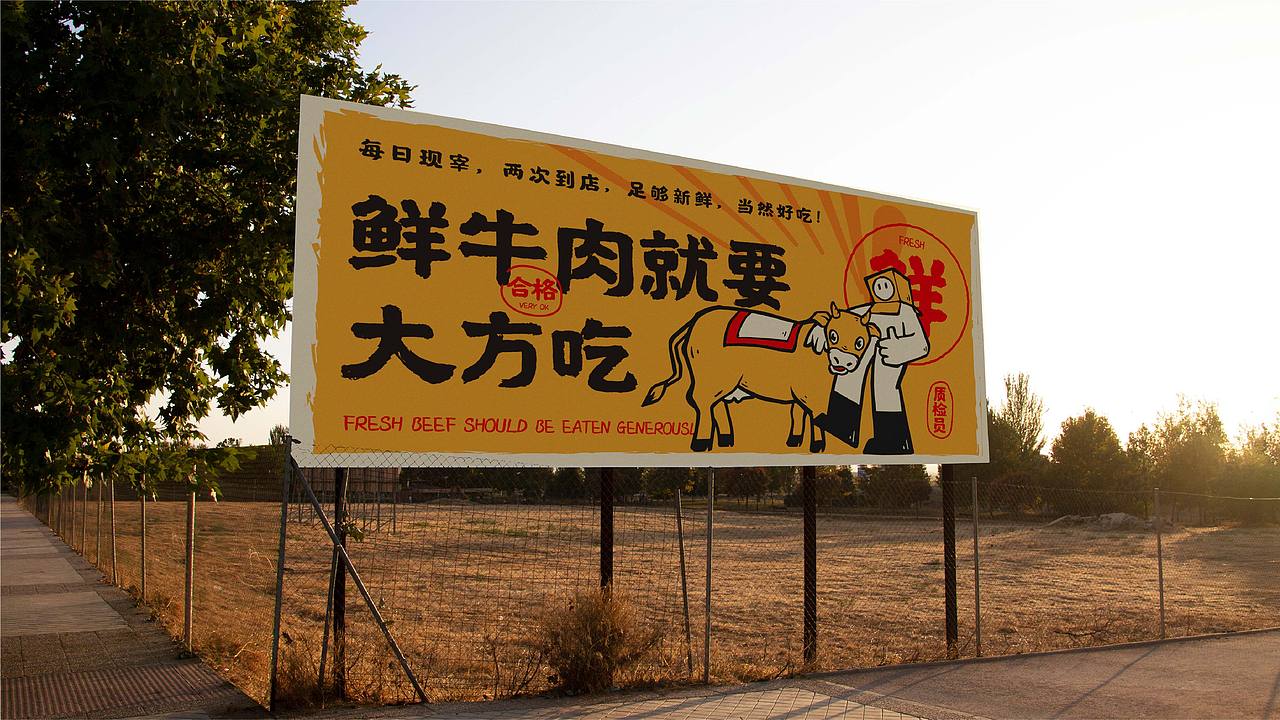 每日现宰，两次到店，足够新鲜，当然好吃！
鲜牛肉就要
合格
VERY OK
大方吃
FRESH BEEF SHOULD BE EATEN GENEROUSL
FRESH
鲜
质检员